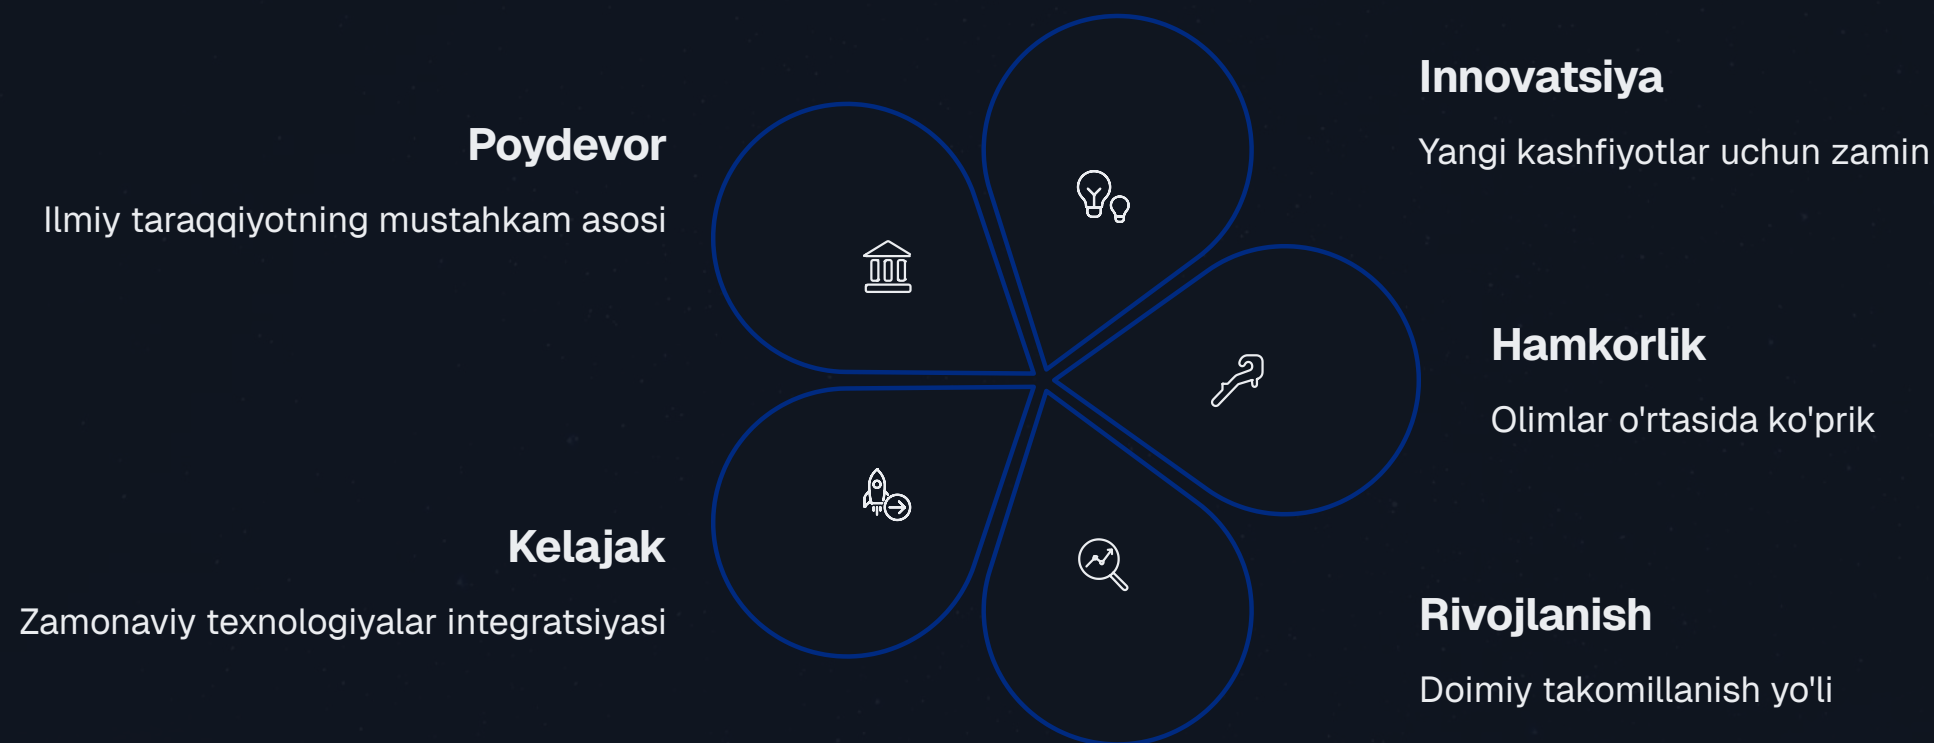 Poydevor
Ilmiy taraqqiyotning mustahkam asosi
Innovatsiya
Yangi kashfiyotlar uchun zamin
Hamkorlik
Olimlar o'rtasida ko'prik
Kelajak
Zamonaviy texnologiyalar integratsiyasi
Rivojlanish
Doimiy takomillanish yo'li